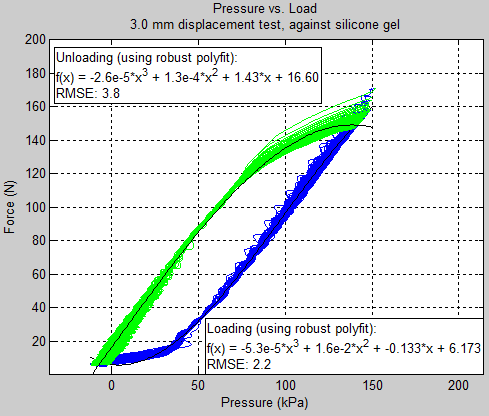 Pressure vs. Load
3.0 mm displacement test, against silicone gel
Unloading (using robust polyfit):
f(x) = -2.6e-5*x^3 + 1.3e-4*x^2 + 1.43*x + 16.60
RMSE: 3.8
Loading (using robust polyfit):
f(x) = -5.3e-5*x^3 + 1.6e-2*x^2 + -0.133*x + 6.173
RMSE: 2.2
Force (N)
200
180
160
140
120
100
80
60
40
20
0
50
100
150
200
Pressure (kPa)